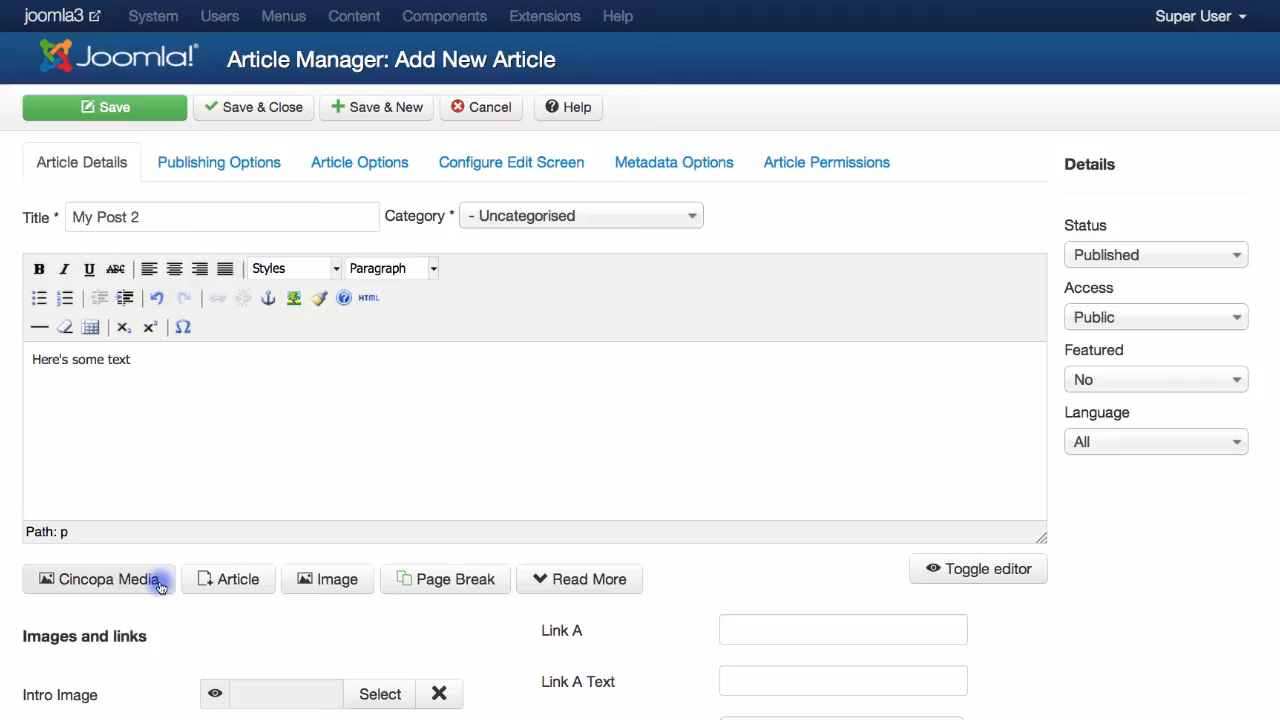 joomla3 System Users Menus Content Components Extensions Help Super User
Joomla!® Article Manager: Add New Article
Save Save & Close Save & New Cancel Help
Article Details Publishing Options Article Options Configure Edit Screen Metadata Options Article Permissions
Details
Title * My Post 2 Category * - Uncategorised
Status
Published
B I U ABC Styles Paragraph
Access
HTML
Public
Here's some text
Featured
No
Language
All
Path: p
Cincopa Media Article Image Page Break Read More Toggle editor
Images and links
Link A
Intro Image Select
Link A Text